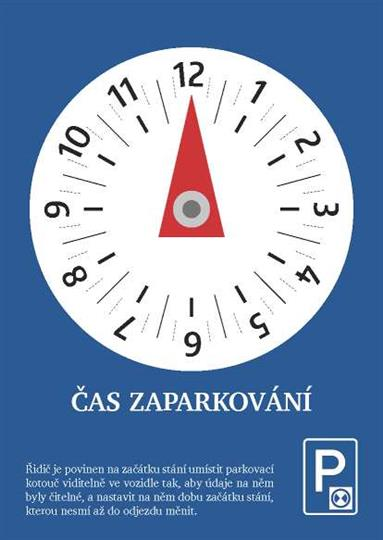 12
1
2
3
4
5
6
7
8
9
10
11
ČAS ZAPARKOVÁNÍ
Řidič je povinen na začátku stání umístit parkovací
kotouč viditelně ve vozidle tak, aby údaje na něm
byly čitelné, a nastavit na něm dobu začátku stání,
kterou nesmí až do odjezdu měnit.
P